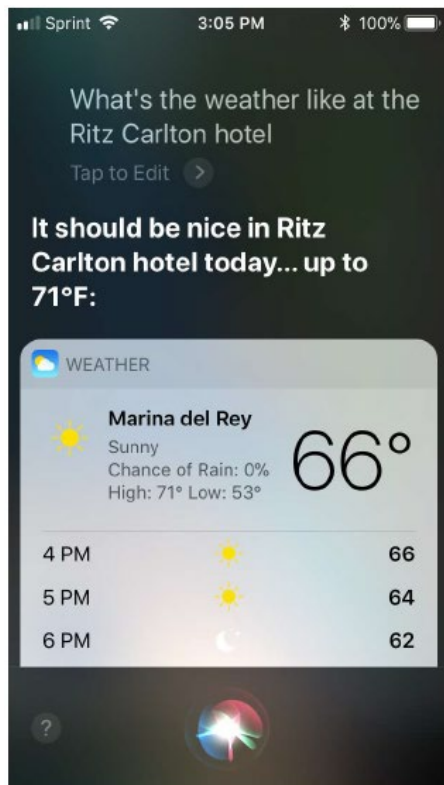 Sprint 3:05 PM 100%
What's the weather like at the
Ritz Carlton hotel
Tap to Edit >
It should be nice in Ritz
Carlton hotel today... up to
71°F:
WEATHER
Marina del Rey
Sunny
Chance of Rain: 0%
High: 71° Low: 53°
66°
4 PM 66
5 PM 64
6 PM 62
?